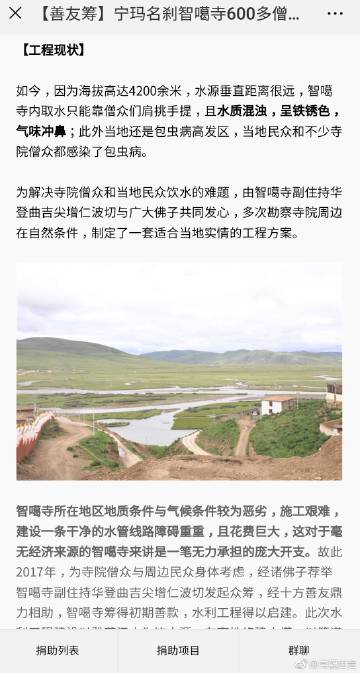 【善友筹】宁玛名刹智噶寺600多僧...
【工程现状】
如今，因为海拔高达4200余米，水源垂直距离很远，智噶
寺内取水只能靠僧众们肩挑手提，且水质混浊，呈铁锈色，
气味冲鼻；此外当地还是包虫病高发区，当地民众和不少寺
院僧众都感染了包虫病。
为解决寺院僧众和当地民众饮水的难题，由智噶寺副住持华
登曲吉尖增仁波切与广大佛子共同发心，多次勘察寺院周边
在自然条件，制定了一套适合当地实情的工程方案。
智噶寺所在地区地质条件与气候条件较为恶劣，施工艰难，
建设一条干净的水管线路障碍重重，且花费巨大，这对于毫
无经济来源的智噶寺来讲是一笔无力承担的庞大开支。故此
2017年，为寺院僧众与周边民众身体考虑，经诸佛子荐举
智噶寺副住持华登曲吉尖增仁波切发起众筹，经十方善友鼎
力相助，智噶寺筹得初期善款，水利工程得以启建。此次水
捐助列表
捐助项目
群聊